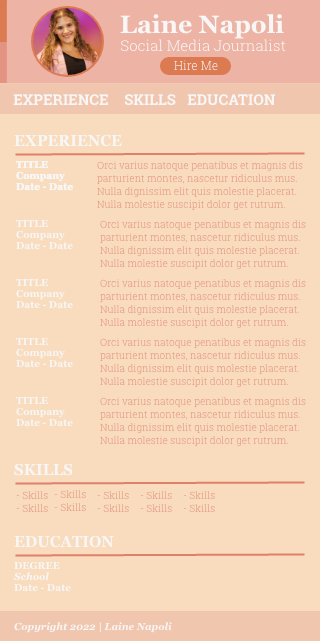 Laine Napoli
Social Media Journalist
Hire Me
EXPERIENCE SKILLS EDUCATION
EXPERIENCE
TITLE
Company
Date - Date
Orci varius natoque penatibus et magnis dis
parturient montes, nascetur ridiculus mus.
Nulla dignissim elit quis molestie placerat.
Nulla molestie suscipit dolor get rutrum.
TITLE
Company
Date - Date
Orci varius natoque penatibus et magnis dis
parturient montes, nascetur ridiculus mus.
Nulla dignissim elit quis molestie placerat.
Nulla molestie suscipit dolor get rutrum.
TITLE
Company
Date - Date
Orci varius natoque penatibus et magnis dis
parturient montes, nascetur ridiculus mus.
Nulla dignissim elit quis molestie placerat.
Nulla molestie suscipit dolor get rutrum.
TITLE
Company
Date - Date
Orci varius natoque penatibus et magnis dis
parturient montes, nascetur ridiculus mus.
Nulla dignissim elit quis molestie placerat.
Nulla molestie suscipit dolor get rutrum.
TITLE
Company
Date - Date
Orci varius natoque penatibus et magnis dis
parturient montes, nascetur ridiculus mus.
Nulla dignissim elit quis molestie placerat.
Nulla molestie suscipit dolor get rutrum.
SKILLS
- Skills - Skills - Skills - Skills - Skills
- Skills - Skills - Skills - Skills - Skills
EDUCATION
DEGREE
School
Date - Date
Copyright 2022 | Laine Napoli